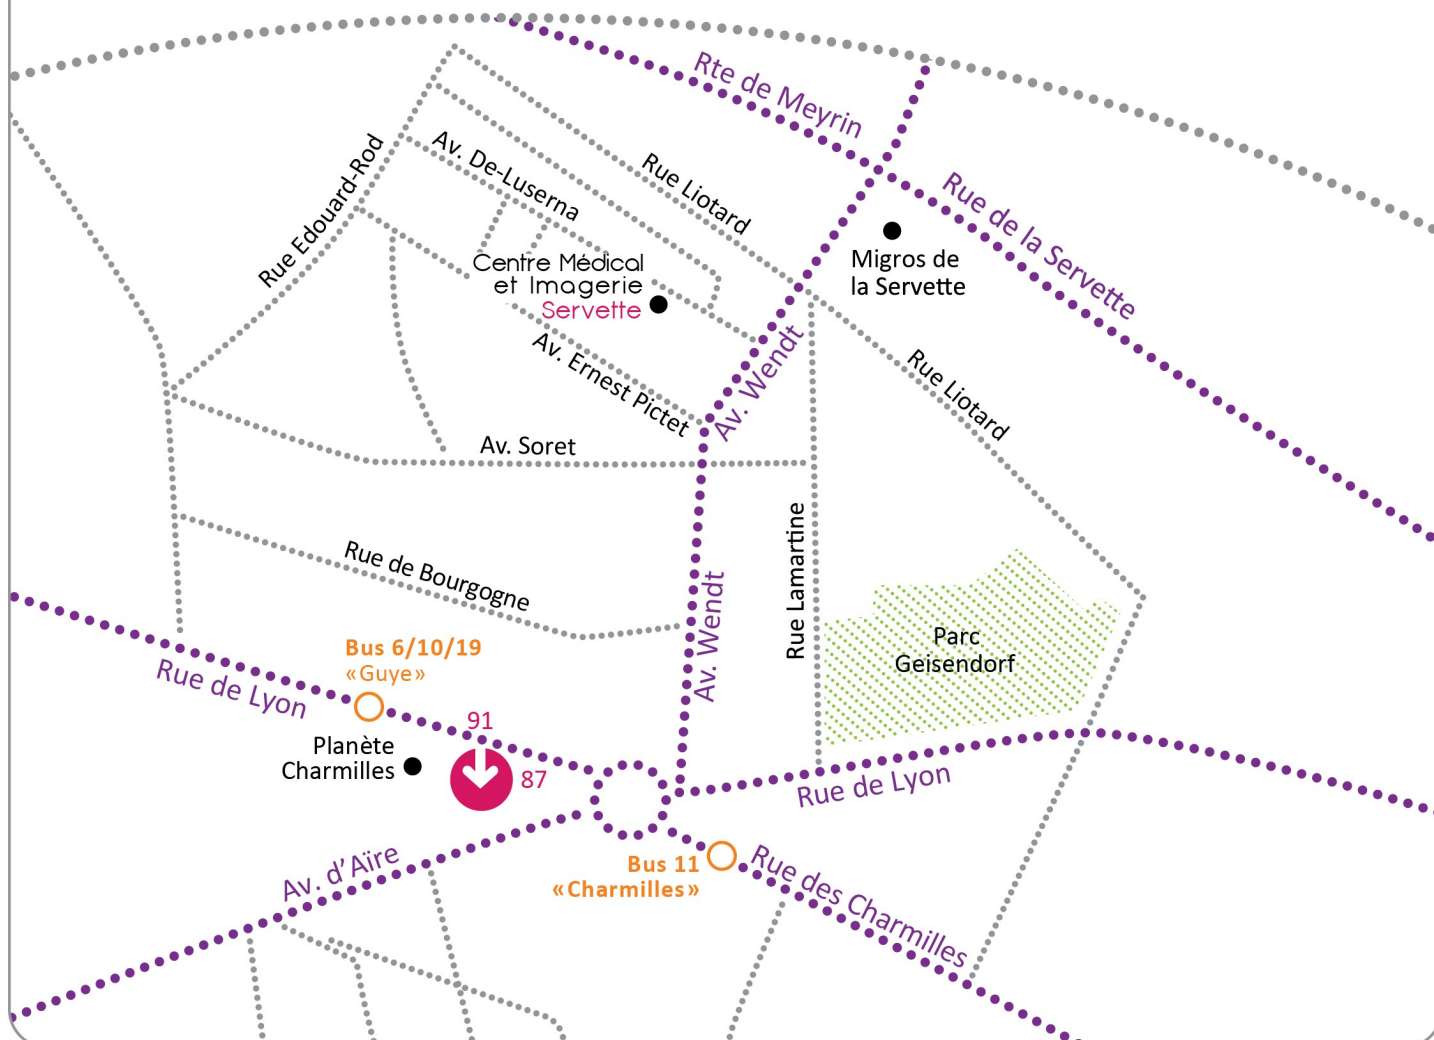 Rte de Meyrin
Rue Edouard-Rod
Av. De-Luserna
Rue Liotard
Rue de la Servette
Migros de
la Servette
Centre Médical
et Imagerie
Servette
Av. Ernest Pictet
Av. Wendt
Rue Liotard
Av. Soret
Rue Lamartine
Rue de Bourgogne
Av. Wendt
Parc
Geisendorf
Bus 6/10/19
«Guye»
Rue de Lyon
91
87
Planète
Charmilles
Rue de Lyon
Av. d’Aïre
Bus 11
«Charmilles»
Rue des Charmilles